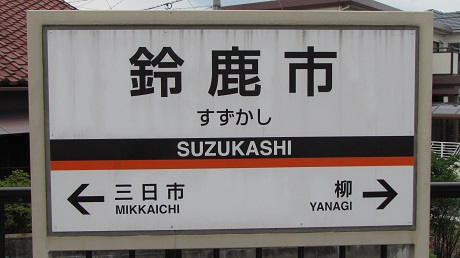 鈴鹿市
すずかし
SUZUKASHI
← 三日市 柳 →
MIKKAICHI YANAGI